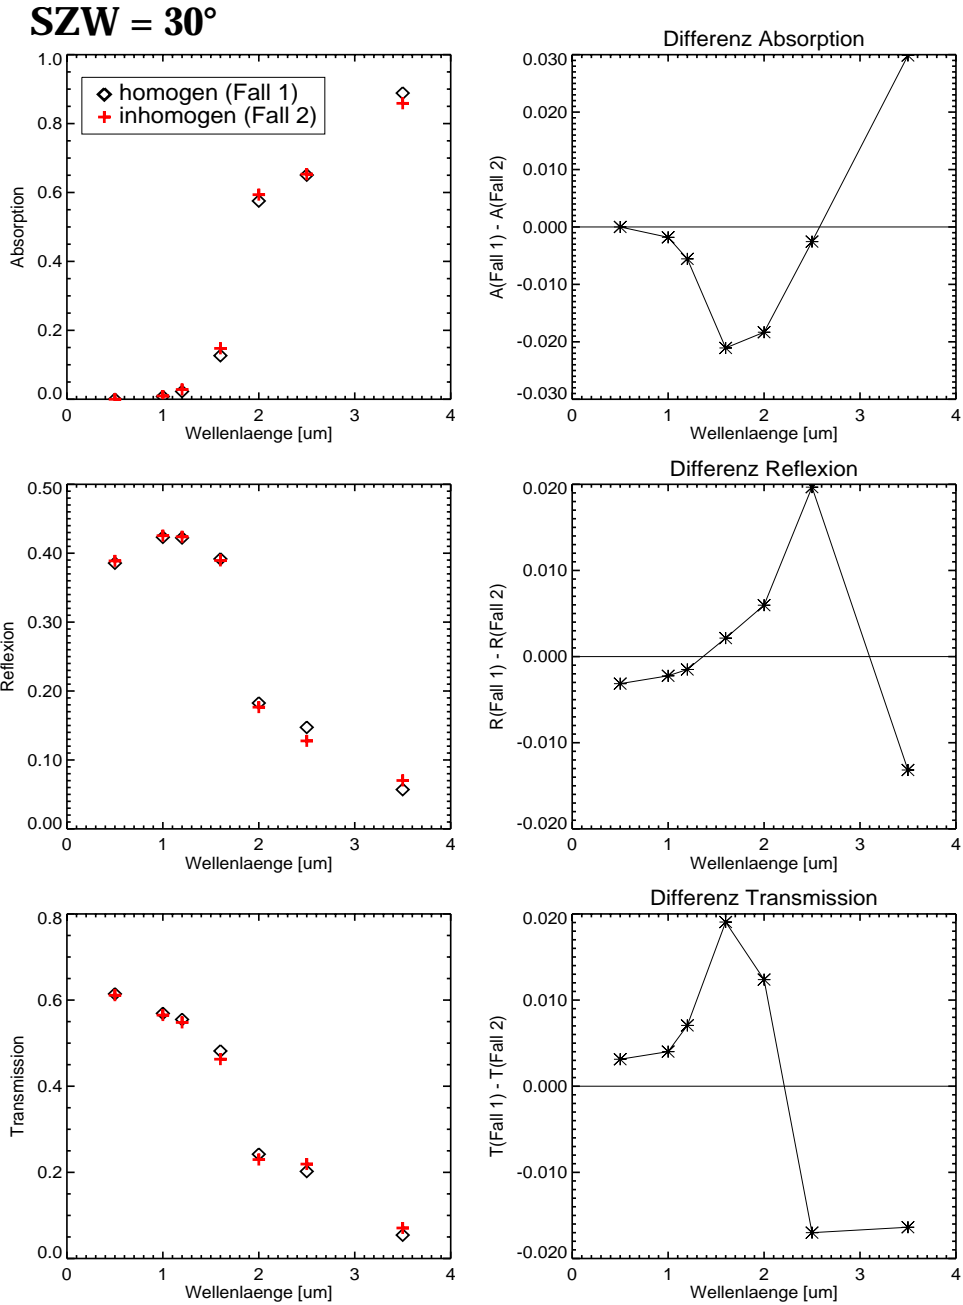 SZW = 30°
1.0
0.8
0.6
0.4
0.2
0.0
Absorption
homogen (Fall 1)
inhomogen (Fall 2)
0 1 2 3 4
Wellenlaenge [um]
Differenz Absorption
0.030
0.020
0.010
0.000
-0.010
-0.020
-0.030
A(Fall 1) - A(Fall 2)
0 1 2 3 4
Wellenlaenge [um]
0.50
0.40
0.30
0.20
0.10
0.00
Reflexion
0 1 2 3 4
Wellenlaenge [um]
Differenz Reflexion
0.020
0.010
0.000
-0.010
-0.020
R(Fall 1) - R(Fall 2)
0 1 2 3 4
Wellenlaenge [um]
0.8
0.6
0.4
0.2
0.0
Transmission
0 1 2 3 4
Wellenlaenge [um]
Differenz Transmission
0.020
0.010
0.000
-0.010
-0.020
T(Fall 1) - T(Fall 2)
0 1 2 3 4
Wellenlaenge [um]